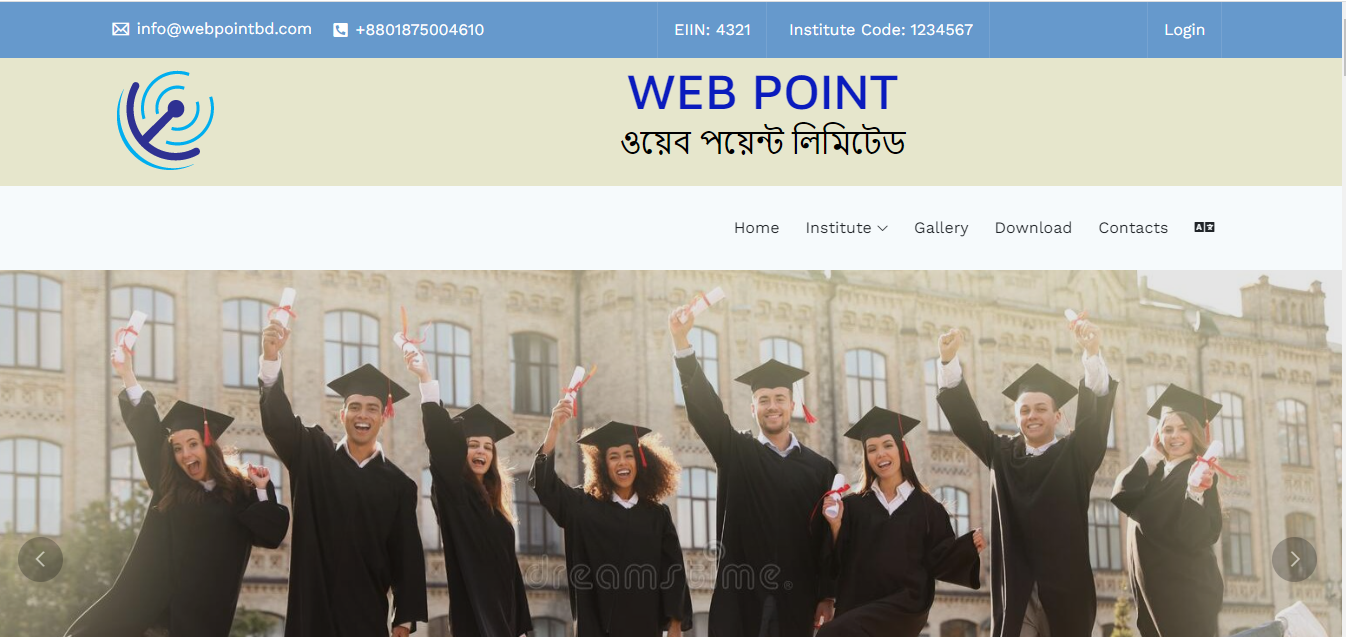 info@webpointbd.com +8801875004610 EIIN: 4321 Institute Code: 1234567 Login
WEB POINT
ওয়েব পয়েন্ট লিমিটেড
Home Institute Gallery Download Contacts
dreamstime.